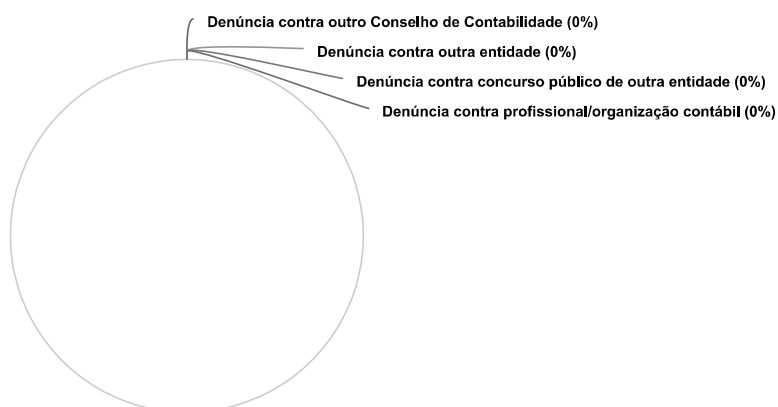 Denúncia contra outro Conselho de Contabilidade (0%)
Denúncia contra outra entidade (0%)
Denúncia contra concurso público de outra entidade (0%)
Denúncia contra profissional/organização contábil (0%)